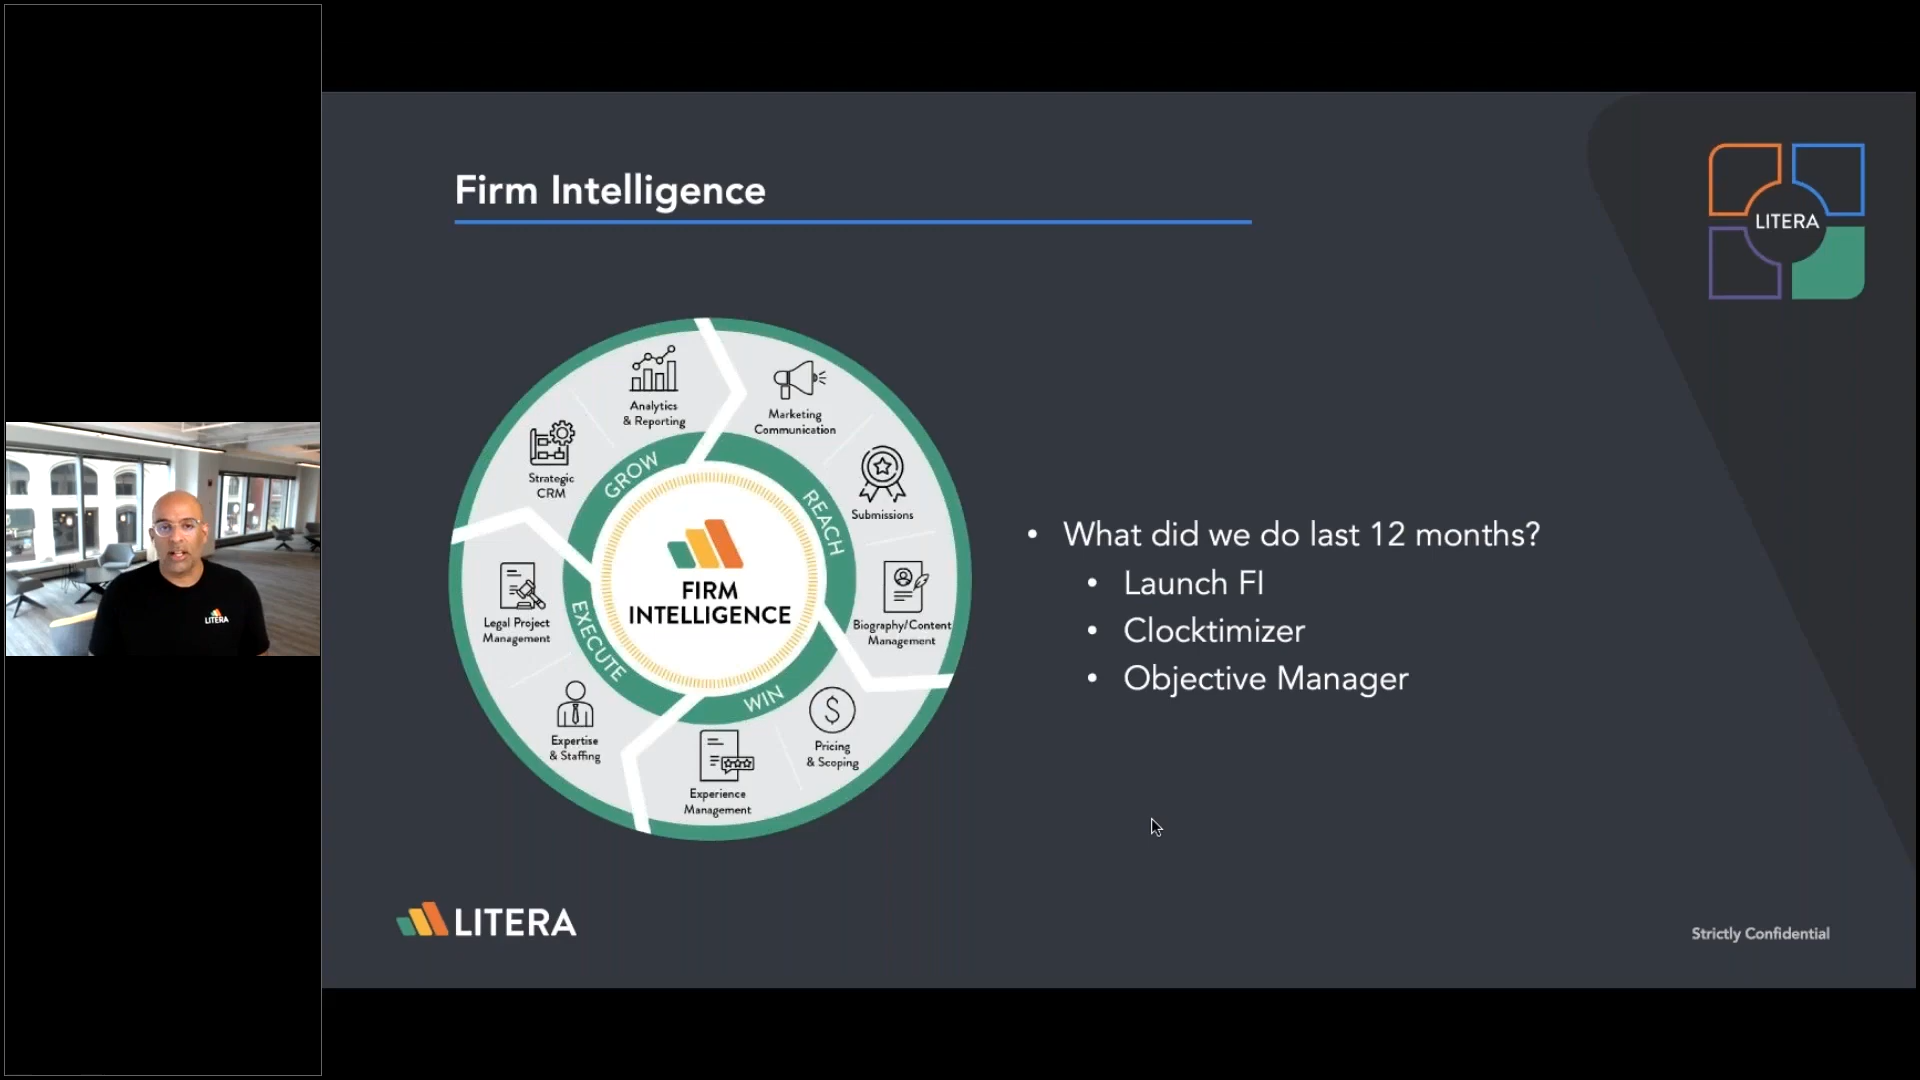 Firm Intelligence
LITERA
Analytics
& Reporting
Marketing
Communication
Strategic
CRM
GROW
Submissions
REACH
FIRM
INTELLIGENCE
Legal Project
Management
EXECUTE
Biography/Content
Management
WIN
Expertise
& Staffing
Pricing
& Scoping
Experience
Management
• What did we do last 12 months?
• Launch FI
• Clocktimizer
• Objective Manager
LITERA
LITERA
Strictly Confidential